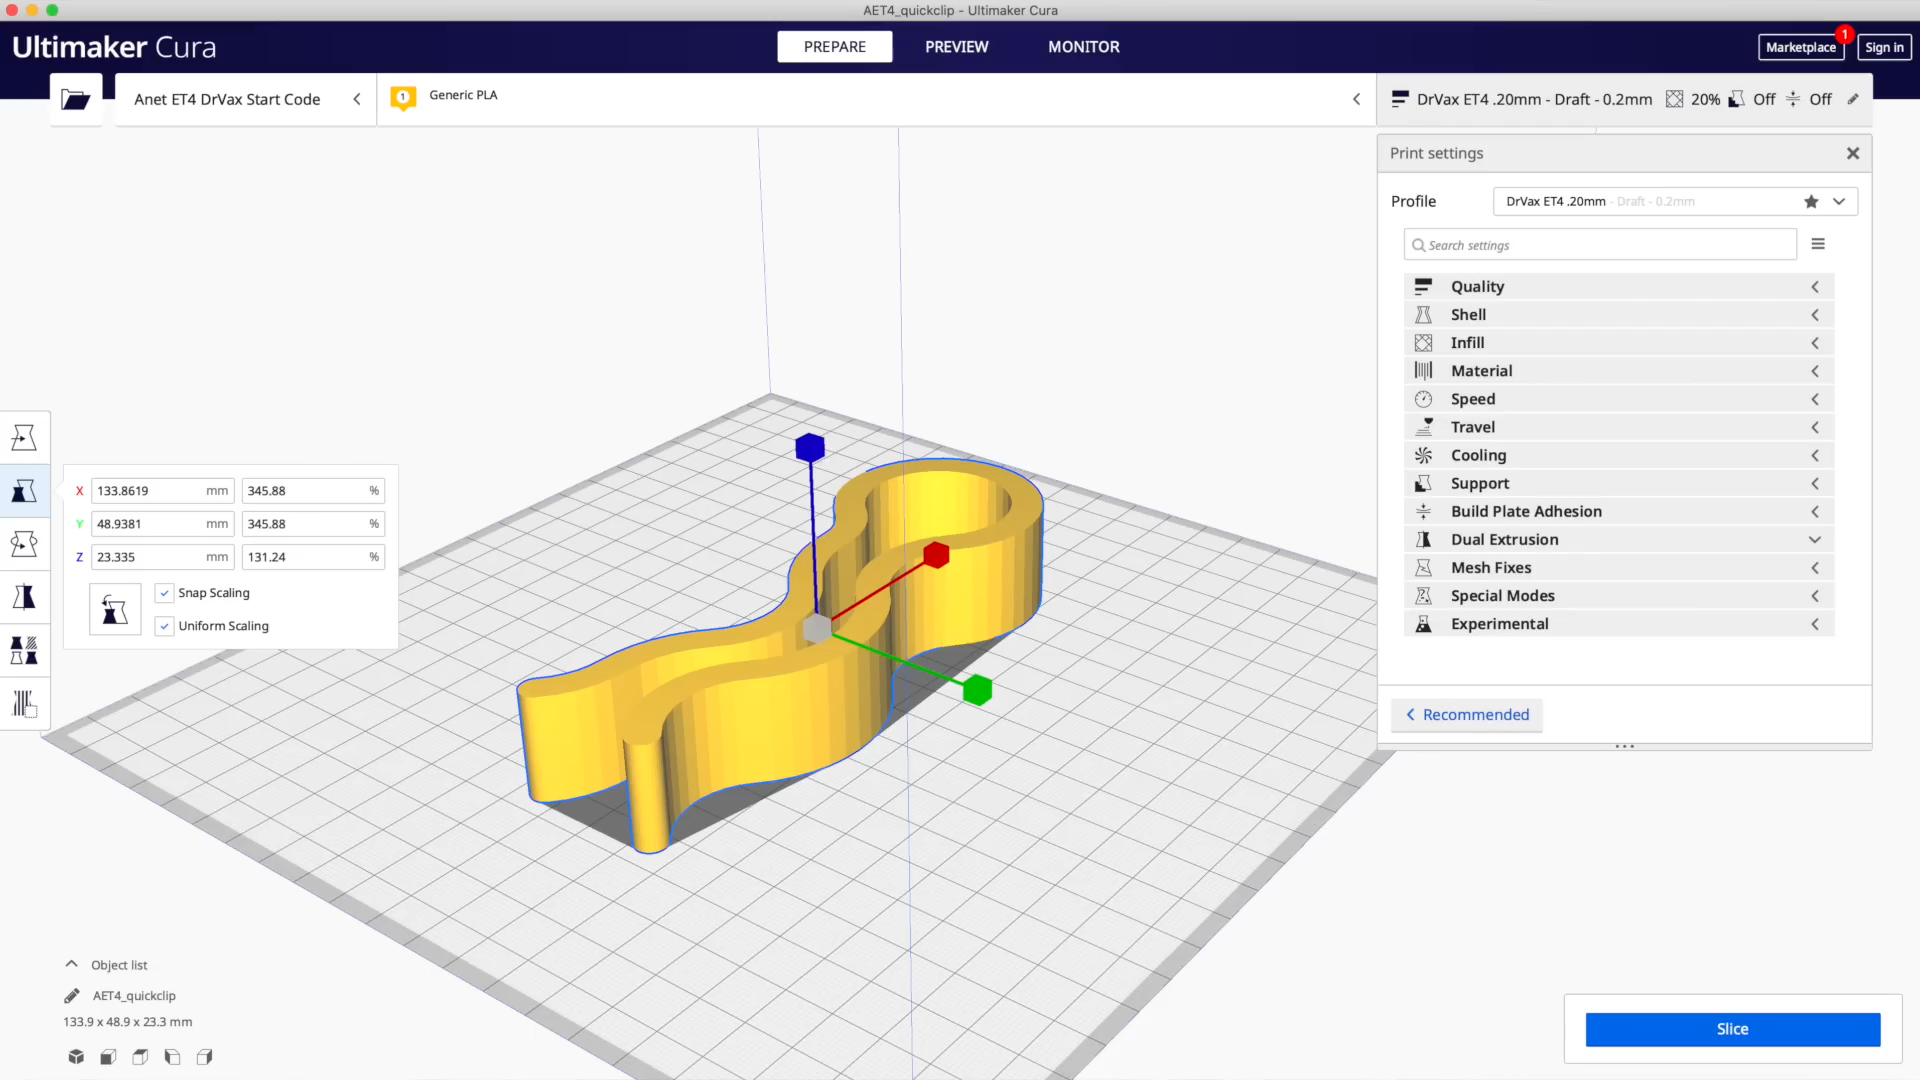 AET4_quickclip - Ultimaker Cura
Ultimaker Cura
PREPARE
PREVIEW
MONITOR
Marketplace
1
Sign in
Anet ET4 DrVax Start Code
1
Generic PLA
DrVax ET4 .20mm - Draft - 0.2mm
20%
Off
Off
Print settings
Profile
DrVax ET4 .20mm - Draft - 0.2mm
Search settings
Quality
Shell
Infill
Material
Speed
Travel
Cooling
Support
Build Plate Adhesion
Dual Extrusion
Mesh Fixes
Special Modes
Experimental
Recommended
X 133.8619 mm 345.88 %
Y 48.9381 mm 345.88 %
Z 23.335 mm 131.24 %
Snap Scaling
Uniform Scaling
Object list
AET4_quickclip
133.9 x 48.9 x 23.3 mm
Slice